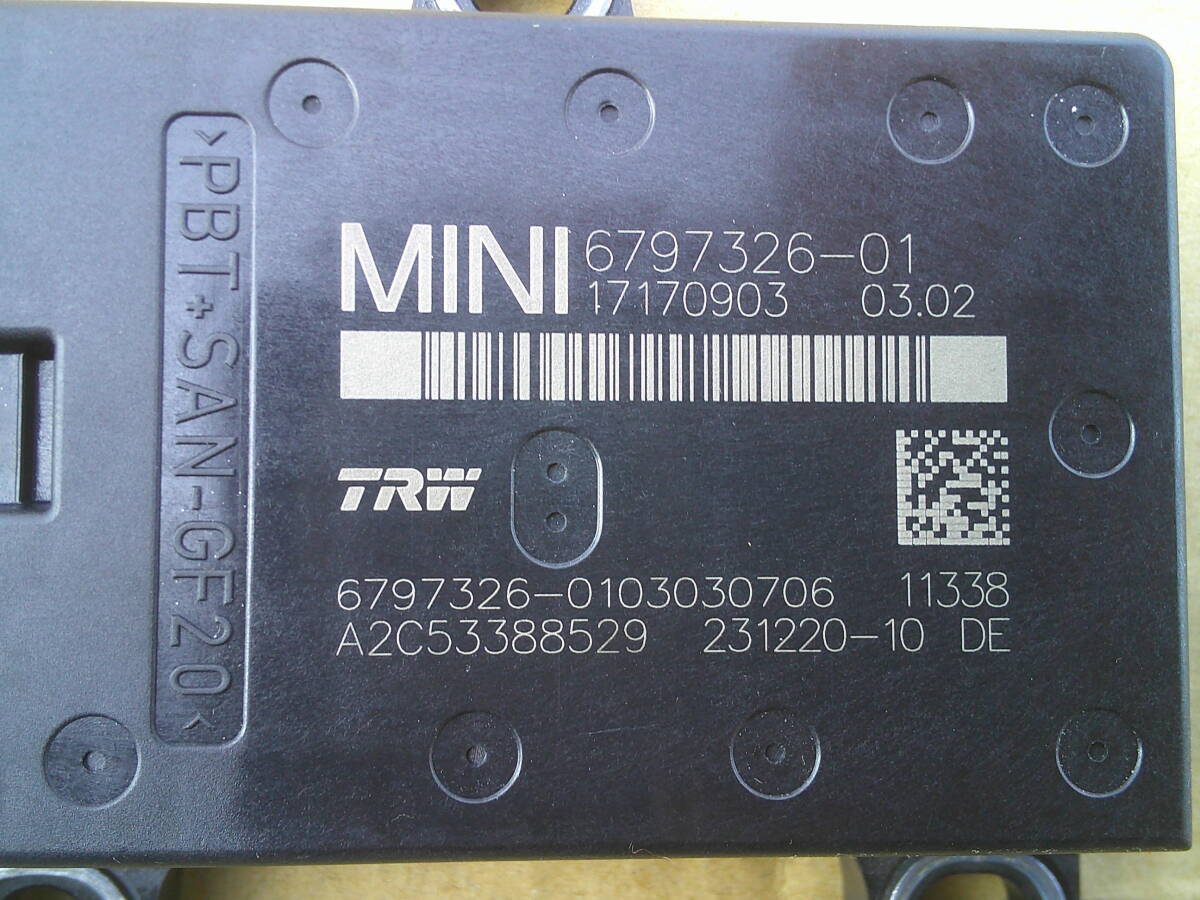 >PBT+SAN-GF20<
MINI 6797326-01
17170903 03.02
TRW
6797326-0103030706 11338
A2C53388529 231220-10 DE